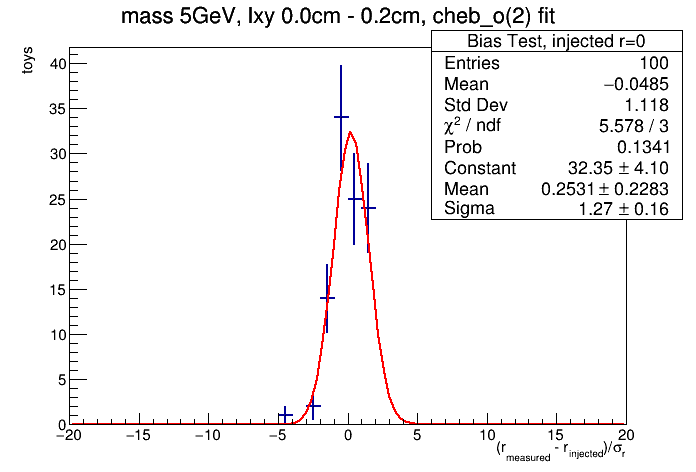 mass 5GeV, lxy 0.0cm - 0.2cm, cheb_o(2) fit
toys
Bias Test, injected r=0
Entries 100
Mean −0.0485
Std Dev 1.118
χ² / ndf 5.578 / 3
Prob 0.1341
Constant 32.35 ± 4.10
Mean 0.2531 ± 0.2283
Sigma 1.27 ± 0.16
40
35
30
25
20
15
10
5
0
−20 −15 −10 −5 0 5 10 15 20
(r_measured - r_injected)/σ_r